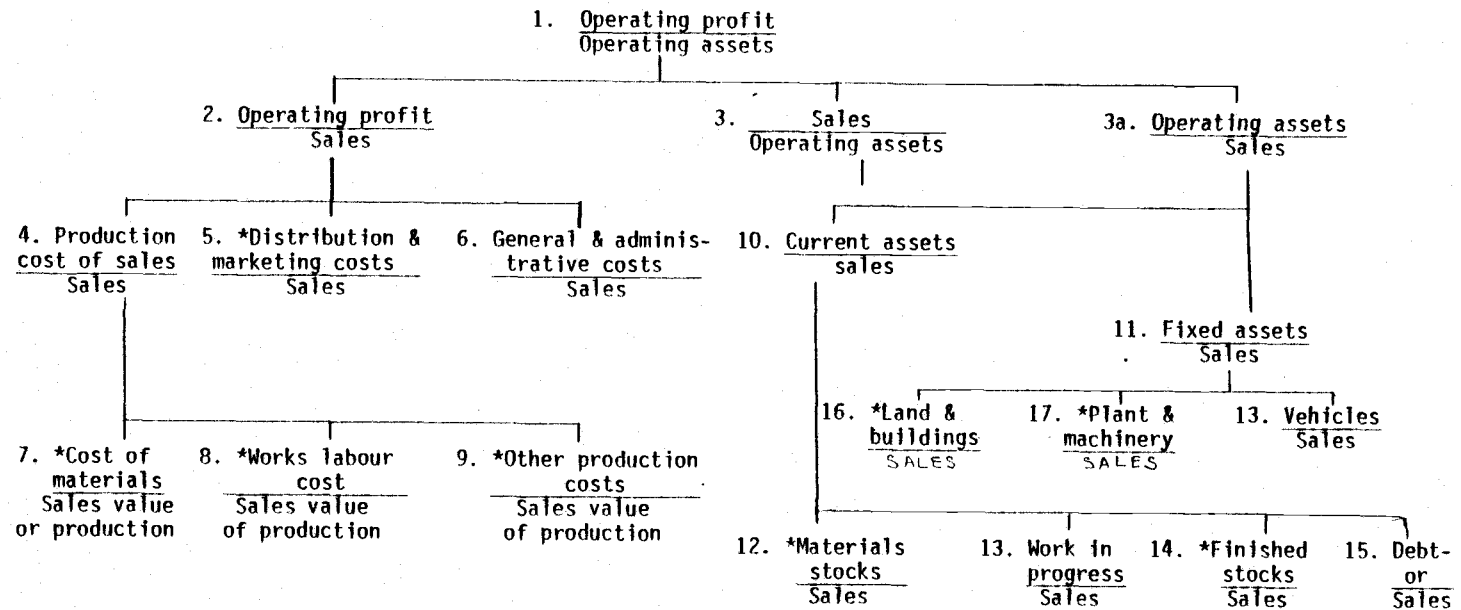 1. Operating profit
Operating assets
2. Operating profit
Sales
3. Sales
Operating assets
3a. Operating assets
Sales
4. Production
cost of sales
Sales
5. *Distribution &
marketing costs
Sales
6. General & adminis-
trative costs
Sales
10. Current assets
sales
11. Fixed assets
Sales
16. *Land &
buildings
SALES
17. *Plant &
machinery
SALES
13. Vehicles
Sales
7. *Cost of
materials
Sales value
or production
8. *Works labour
cost
Sales value
of production
9. *Other production
costs
Sales value
of production
12. *Materials
stocks
Sales
13. Work in
progress
Sales
14. *Finished
stocks
Sales
15. Debt-
or
Sales